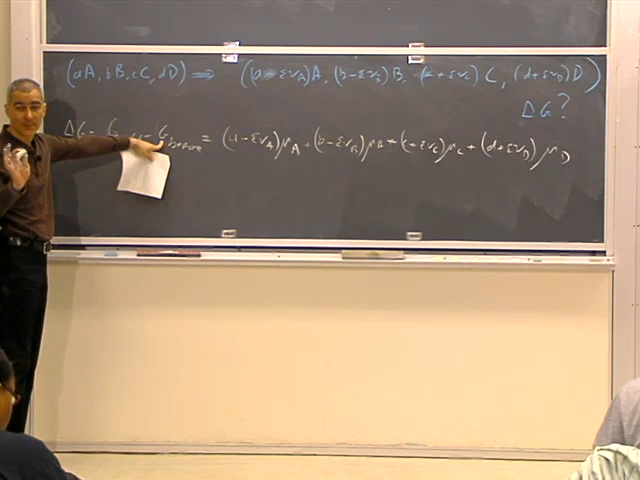 (aA, bB, cC, dD) ⇒ ((a-εν_A)A, (b-εν_B)B, (c+εν_C)C, (d+εν_D)D)
ΔG?
ΔG = G - G_before = (a-εν_A)μ_A + (b-εν_B)μ_B + (c+εν_C)μ_C + (d+εν_D)μ_D